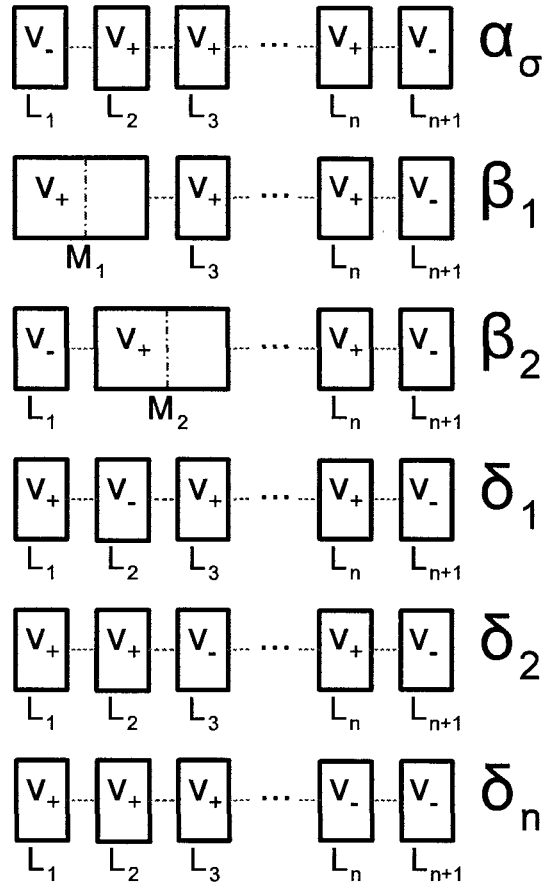 V₋ V₊ V₊ ... V₊ V₋ α_σ
L₁ L₂ L₃ Lₙ Lₙ₊₁
V₊ V₊ ... V₊ V₋ β₁
M₁ L₃ Lₙ Lₙ₊₁
V₋ V₊ ... V₊ V₋ β₂
L₁ M₂ Lₙ Lₙ₊₁
V₊ V₋ V₊ ... V₊ V₋ δ₁
L₁ L₂ L₃ Lₙ Lₙ₊₁
V₊ V₊ V₋ ... V₊ V₋ δ₂
L₁ L₂ L₃ Lₙ Lₙ₊₁
V₊ V₊ V₊ ... V₋ V₋ δₙ
L₁ L₂ L₃ Lₙ Lₙ₊₁